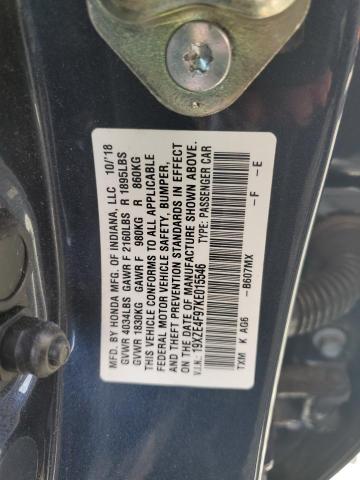 MFD BY HONDA MFG. OF INDIANA, LLC 10/'18
GVWR 4034LBS GAWR F 2160LBS R 1895LBS
GVWR 1830KG GAWR F 980KG R 860KG
THIS VEHICLE CONFORMS TO ALL APPLICABLE
FEDERAL MOTOR VEHICLE SAFETY, BUMPER,
AND THEFT PREVENTION STANDARDS IN EFFECT
ON THE DATE OF MANUFACTURE SHOWN ABOVE.
V.I.N.: 19XZE4F97KE015546 TYPE: PASSENGER CAR
TXM K AG6 -B607MX -F -E